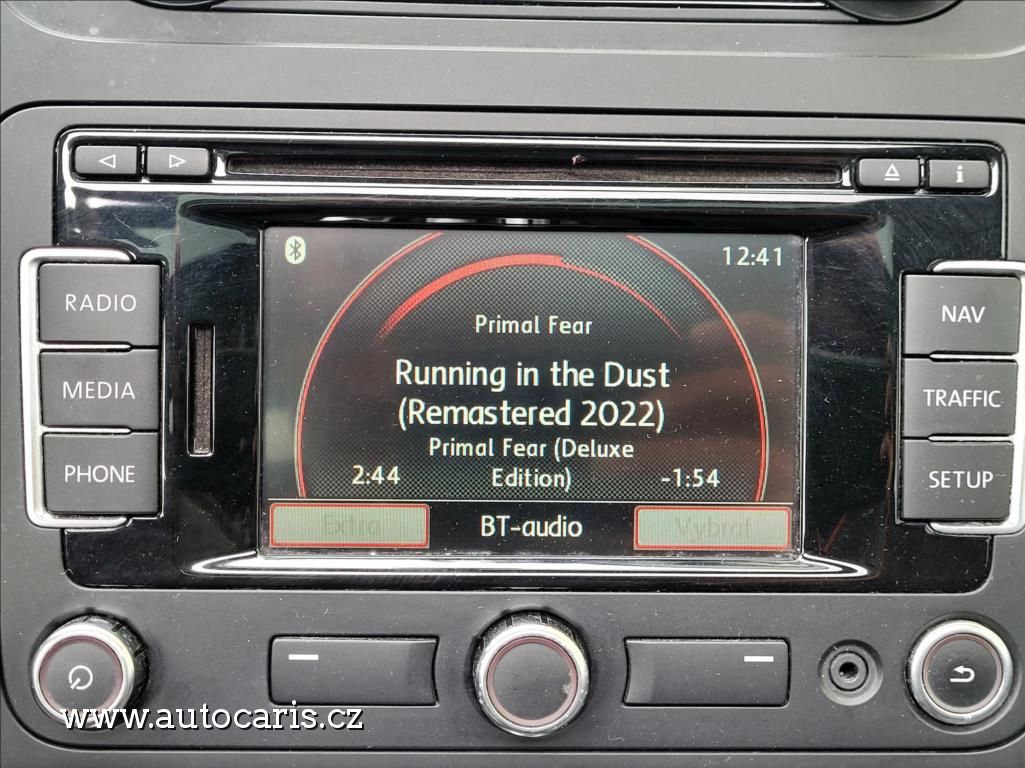 i
12:41
RADIO
NAV
Primal Fear
Running in the Dust
(Remastered 2022)
MEDIA
TRAFFIC
Primal Fear (Deluxe
Edition)
PHONE
2:44
-1:54
SETUP
Extra
BT-audio
Vybrat
www.autocaris.cz